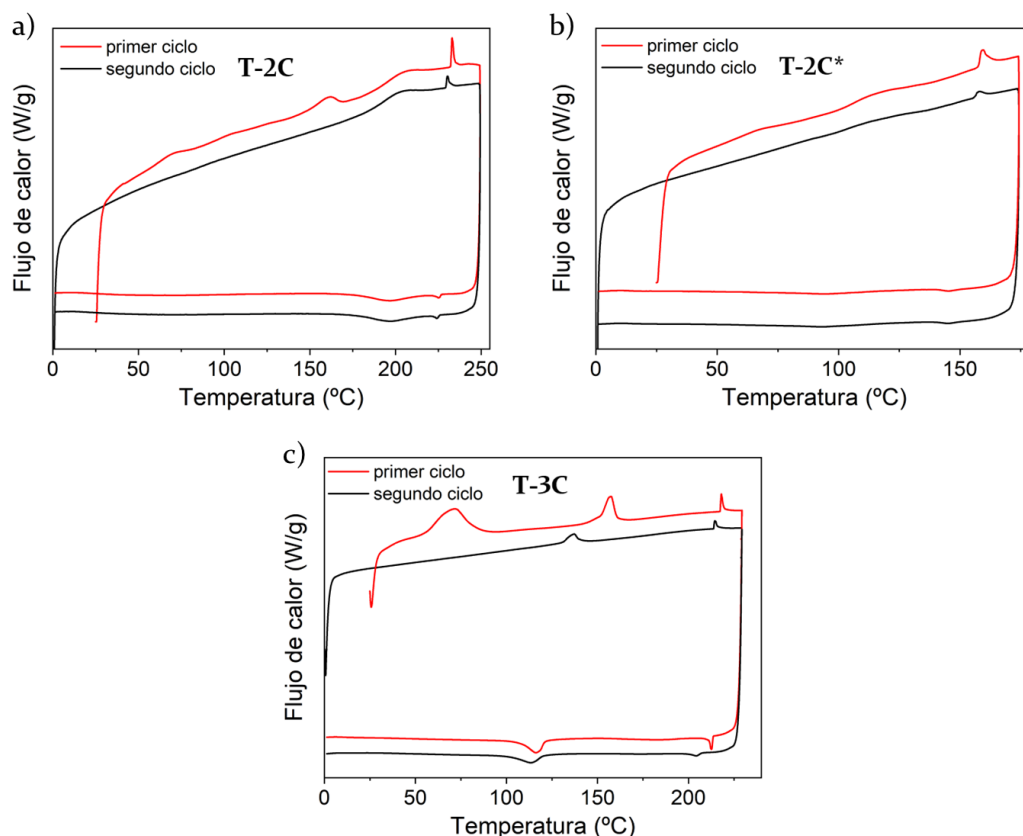 a)
primer ciclo
segundo ciclo
T-2C
Flujo de calor (W/g)
0 50 100 150 200 250
Temperatura (ºC)
b)
primer ciclo
segundo ciclo
T-2C*
Flujo de calor (W/g)
0 50 100 150
Temperatura (ºC)
c)
primer ciclo
segundo ciclo
T-3C
Flujo de calor (W/g)
0 50 100 150 200
Temperatura (ºC)